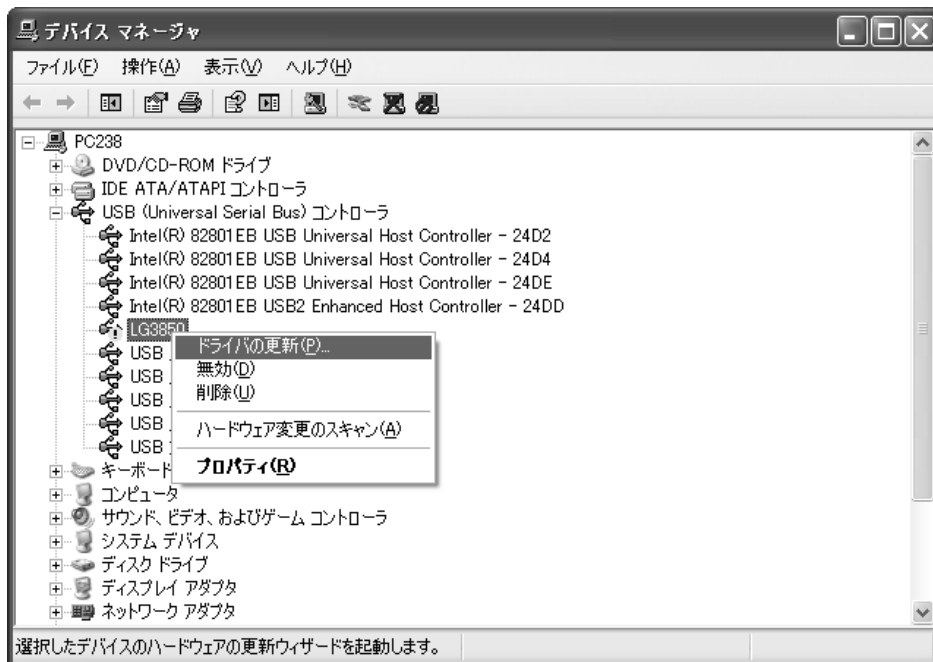 デバイス マネージャ
ファイル(F) 操作(A) 表示(V) ヘルプ(H)
PC238
DVD/CD-ROM ドライブ
IDE ATA/ATAPI コントローラ
USB (Universal Serial Bus) コントローラ
Intel(R) 82801EB USB Universal Host Controller - 24D2
Intel(R) 82801EB USB Universal Host Controller - 24D4
Intel(R) 82801EB USB Universal Host Controller - 24DE
Intel(R) 82801EB USB2 Enhanced Host Controller - 24DD
LG3850
ドライバの更新(P)...
USB
無効(D)
USB
削除(U)
USB
USB
ハードウェア変更のスキャン(A)
USB
キーボード
プロパティ(R)
コンピュータ
サウンド、ビデオ、およびゲーム コントローラ
システム デバイス
ディスク ドライブ
ディスプレイ アダプタ
ネットワーク アダプタ
選択したデバイスのハードウェアの更新ウィザードを起動します。